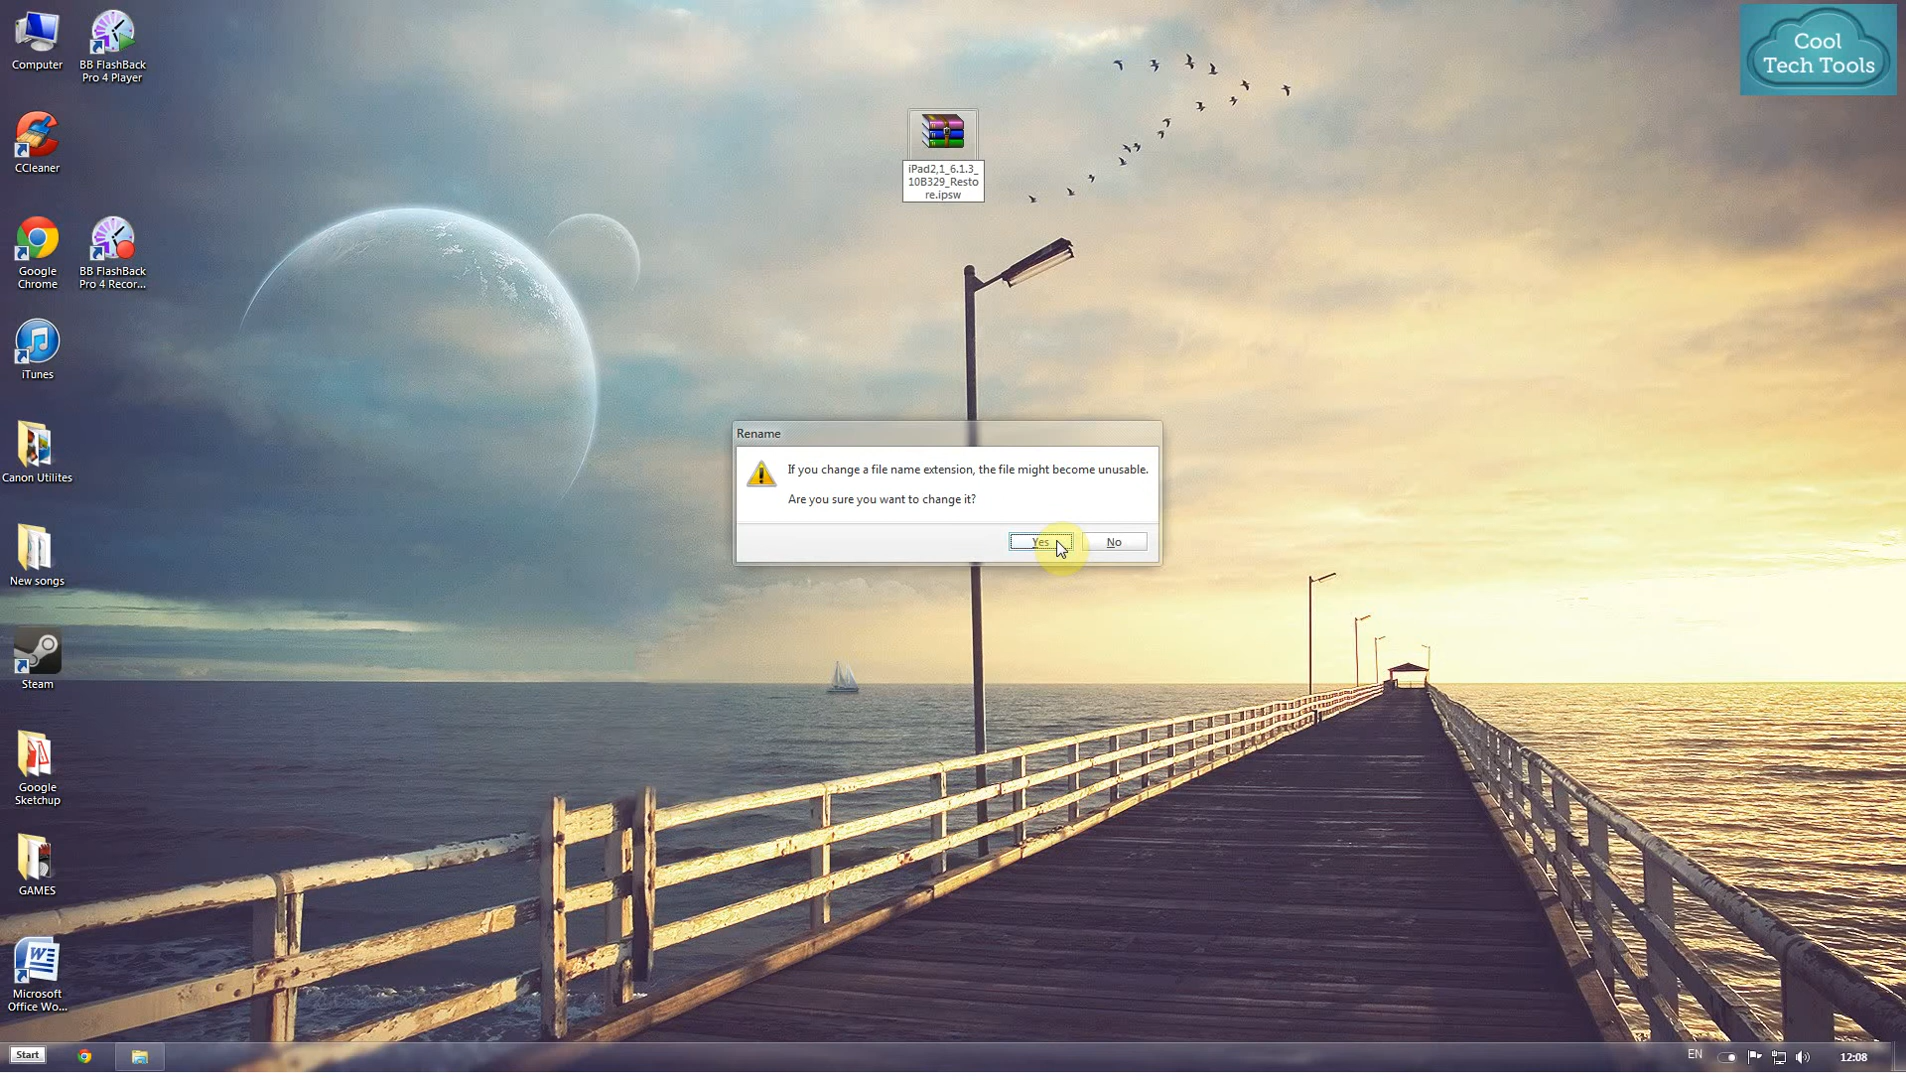 Computer
BB FlashBack
Pro 4 Player
Cool
Tech Tools
CCleaner
iPad2,1_6.1.3_
10B329_Resto
re.ipsw
Google
Chrome
BB FlashBack
Pro 4 Recor...
iTunes
Rename
If you change a file name extension, the file might become unusable.
Are you sure you want to change it?
Yes
No
Canon Utilites
New songs
Steam
Google
Sketchup
GAMES
Microsoft
Office Wo...
Start
EN
12:08